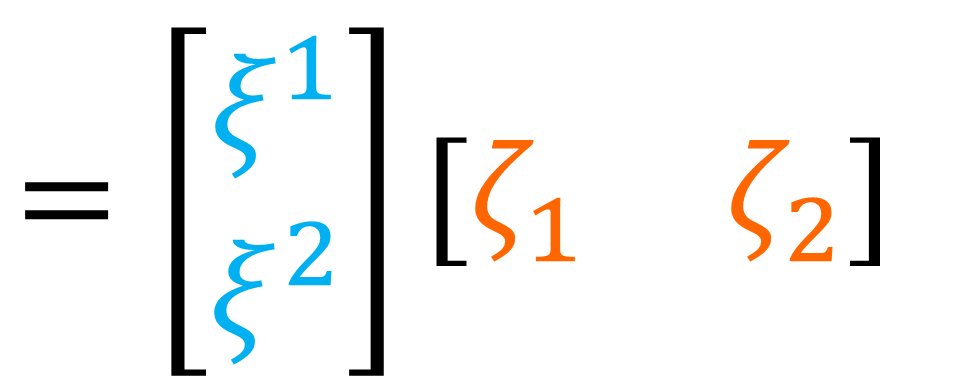 = [ξ¹ ξ²] [ζ₁ ζ₂]